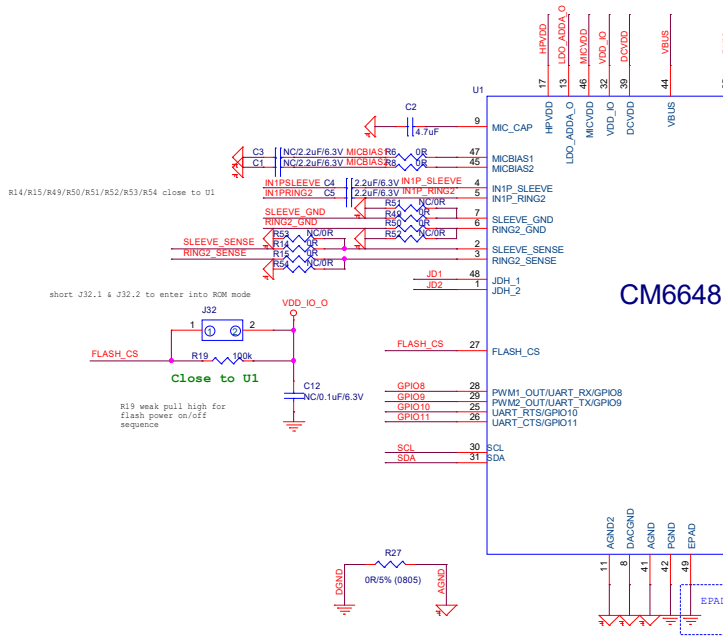 HPVDD
LDO_ADDA_O
MICVDD
VDD_IO
DCVDD
VBUS
17
13
46
32
39
44
U1
HPVDD
LDO_ADDA_O
MICVDD
VDD_IO
DCVDD
VBUS
C2
4.7uF
9
MIC_CAP
C3 NC/2.2uF/6.3V MICBIAS1 R6 0R 47 MICBIAS1
C1 NC/2.2uF/6.3V MICBIAS2 R8 0R 45 MICBIAS2
IN1PSLEEVE C4 2.2uF/6.3V IN1P_SLEEVE 4 IN1P_SLEEVE
IN1PRING2 C5 2.2uF/6.3V IN1P_RING2 5 IN1P_RING2
R14/R15/R49/R50/R51/R52/R53/R54 close to U1
R51 NC/0R
SLEEVE_GND R49 0R 7 SLEEVE_GND
RING2_GND R50 0R 6 RING2_GND
R52 NC/0R
R53 NC/0R
SLEEVE_SENSE R14 0R 2 SLEEVE_SENSE
RING2_SENSE R15 0R 3 RING2_SENSE
R54 NC/0R
JD1 48 JDH_1
JD2 1 JDH_2
CM6648
short J32.1 & J32.2 to enter into ROM mode
VDD_IO_O
J32
1 1 2 2
FLASH_CS
R19 100k
Close to U1
FLASH_CS 27 FLASH_CS
C12
NC/0.1uF/6.3V
R19 weak pull high for
flash power on/off
sequence
GPIO8 28 PWM1_OUT/UART_RX/GPIO8
GPIO9 29 PWM2_OUT/UART_TX/GPIO9
GPIO10 25 UART_RTS/GPIO10
GPIO11 26 UART_CTS/GPIO11
SCL 30 SCL
SDA 31 SDA
AGND2
DACGND
AGND
PGND
EPAD
11
8
41
42
49
R27
0R/5% (0805)
DGND
AGND
EPAD